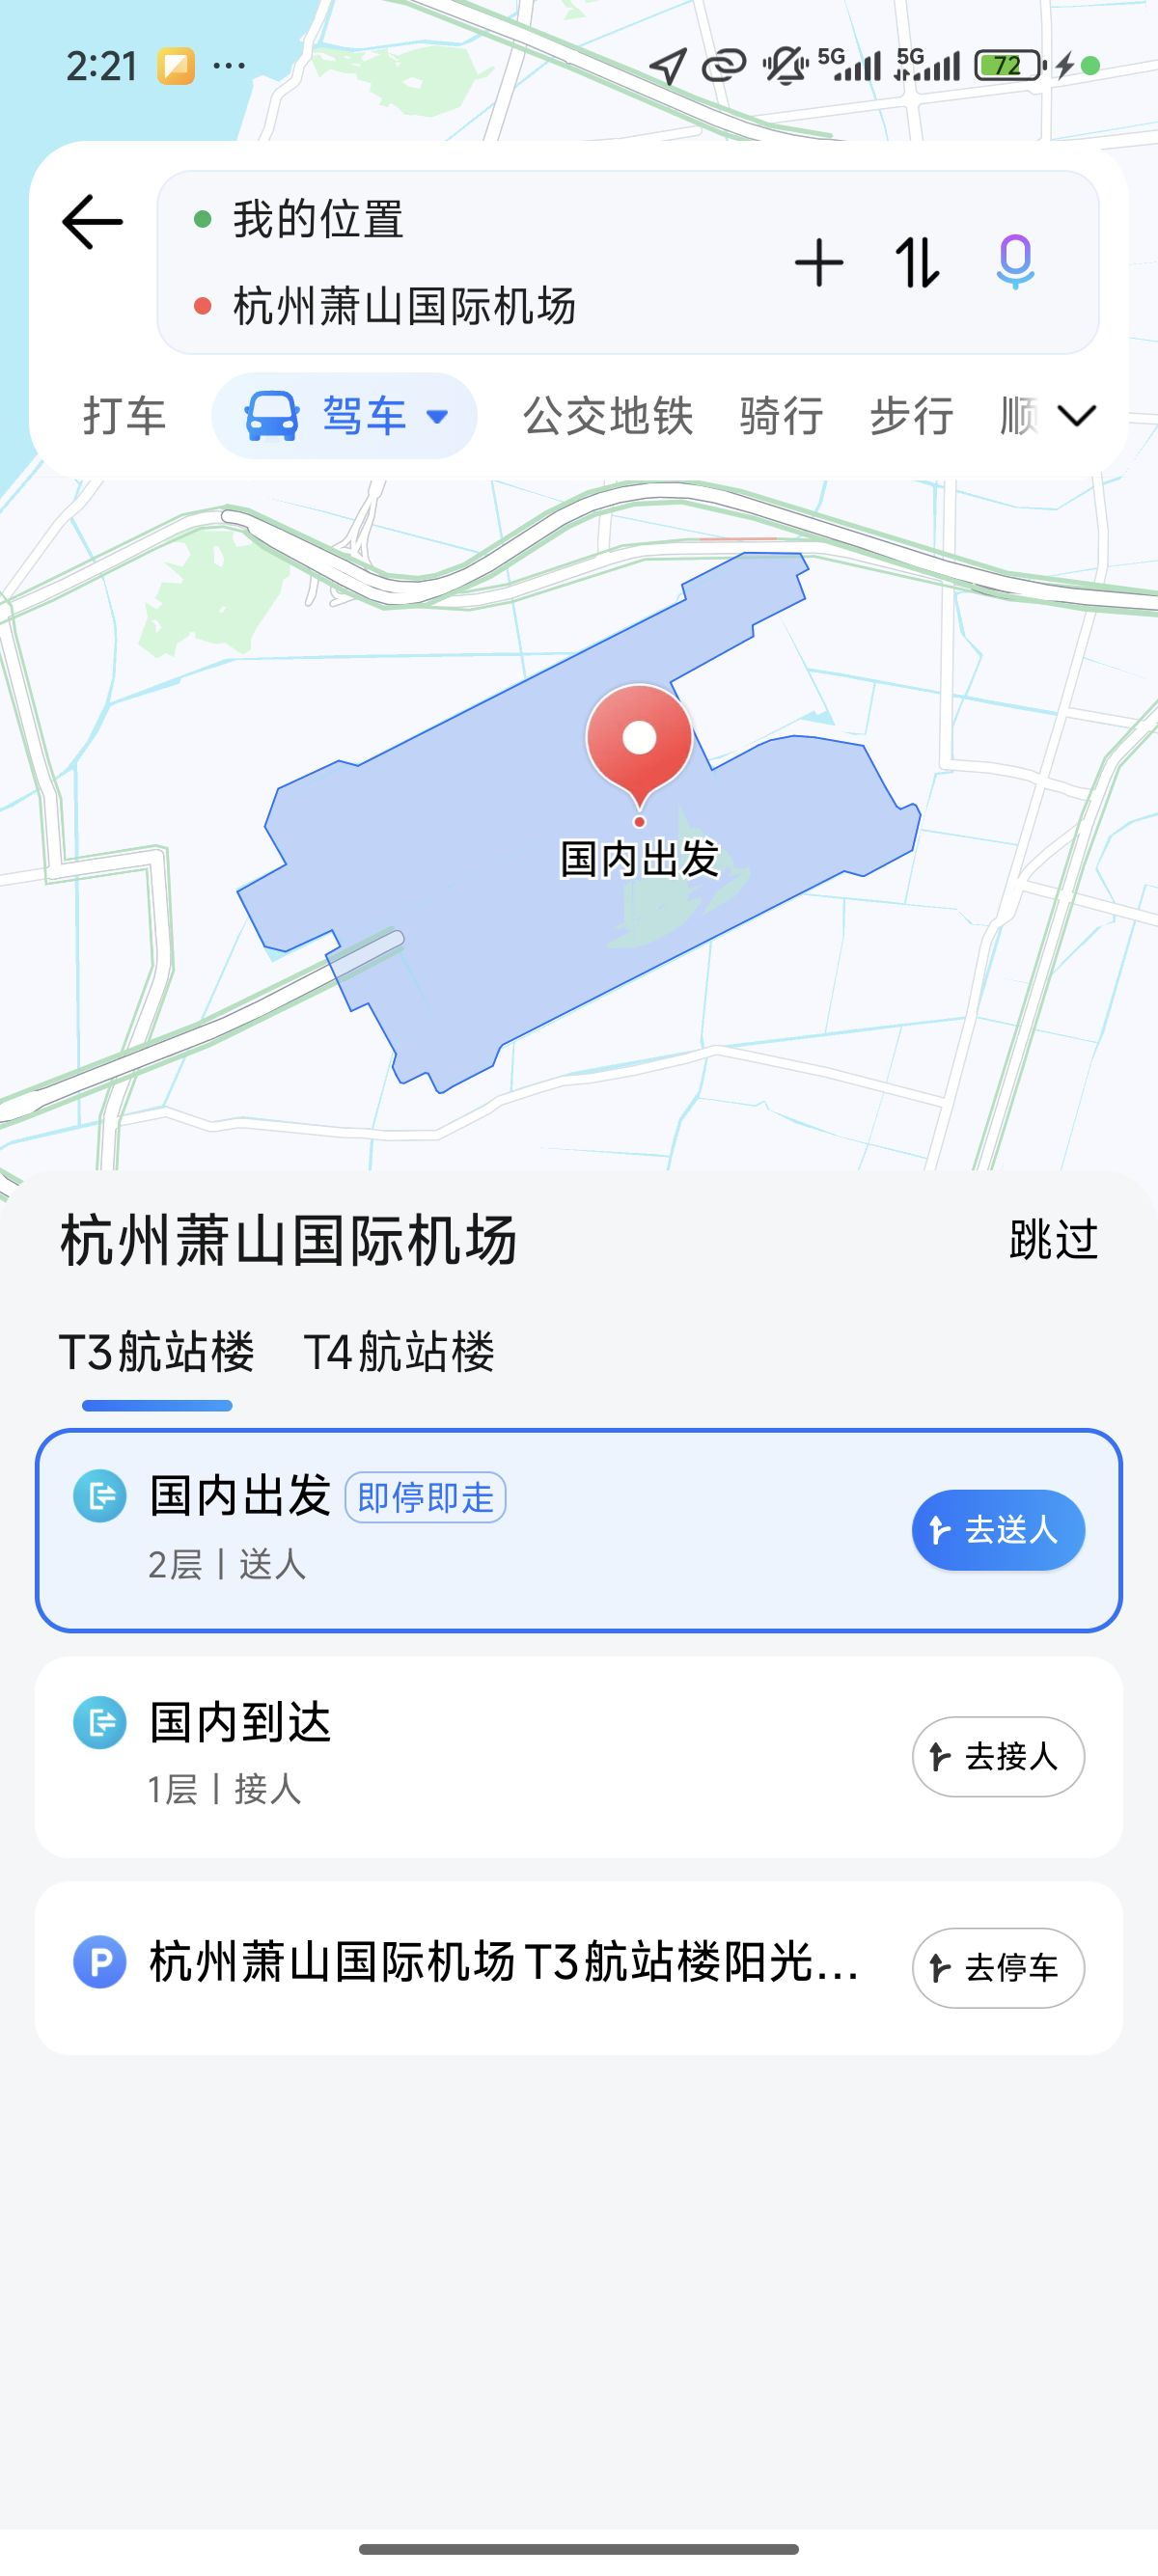 2:21 ... 5G 5G 72
我的位置
杭州萧山国际机场
打车 驾车 公交地铁 骑行 步行 顺
国内出发
杭州萧山国际机场 跳过
T3航站楼 T4航站楼
国内出发 即停即走
2层 | 送人
去送人
国内到达
1层 | 接人
去接人
P 杭州萧山国际机场T3航站楼阳光...
去停车